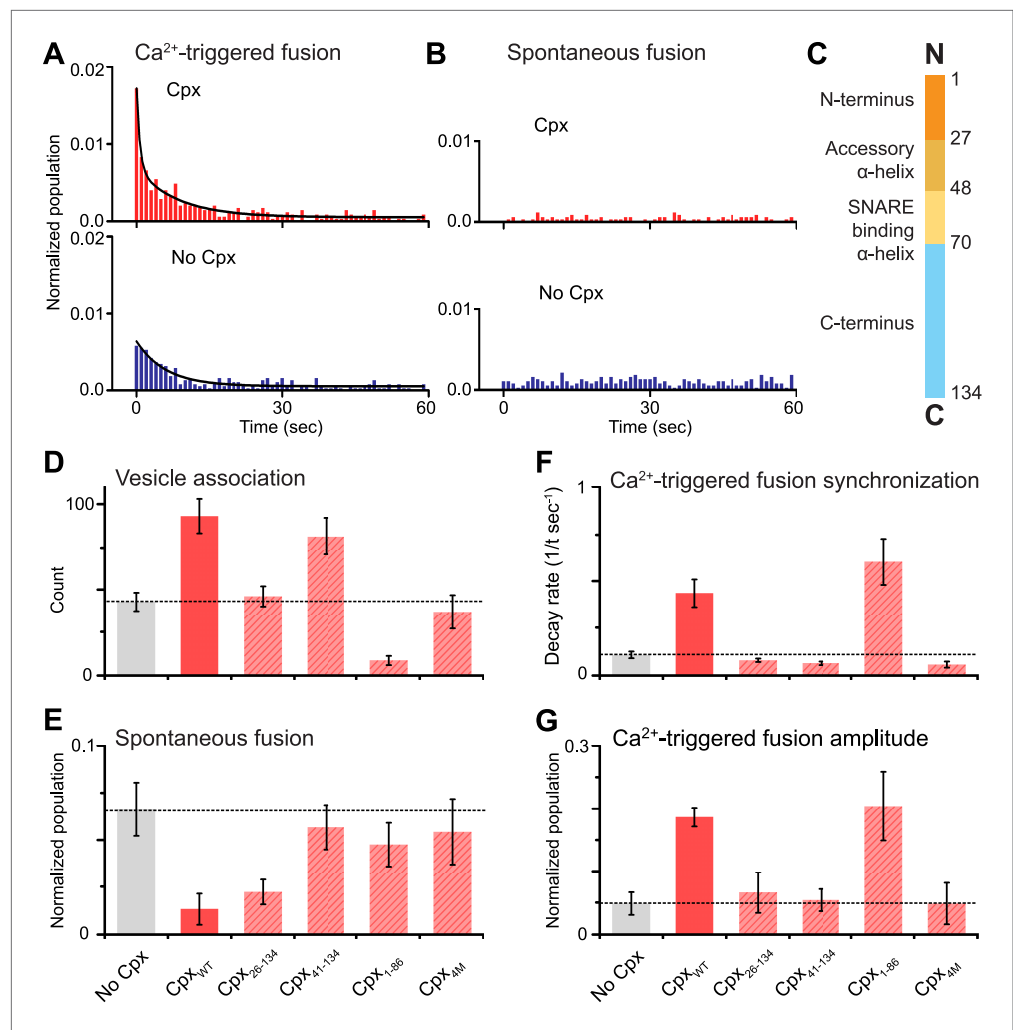 A Ca²⁺-triggered fusion
0.02
Cpx
0.01
0.0
0.02
No Cpx
0.01
0.0
Normalized population
0 30 60
Time (sec)
B Spontaneous fusion
Cpx
0.01
0.0
No Cpx
0.01
0.0
0 30 60
Time (sec)
C
N
1
N-terminus
27
Accessory
α-helix
48
SNARE
binding
α-helix
70
C-terminus
134
C
D Vesicle association
100
Count
0
E Spontaneous fusion
0.1
Normalized population
0
No Cpx
Cpx_WT
Cpx_26-134
Cpx_41-134
Cpx_1-86
Cpx_4M
F Ca²⁺-triggered fusion synchronization
1
Decay rate (1/t sec⁻¹)
0
G Ca²⁺-triggered fusion amplitude
0.3
Normalized population
0
No Cpx
Cpx_WT
Cpx_26-134
Cpx_41-134
Cpx_1-86
Cpx_4M